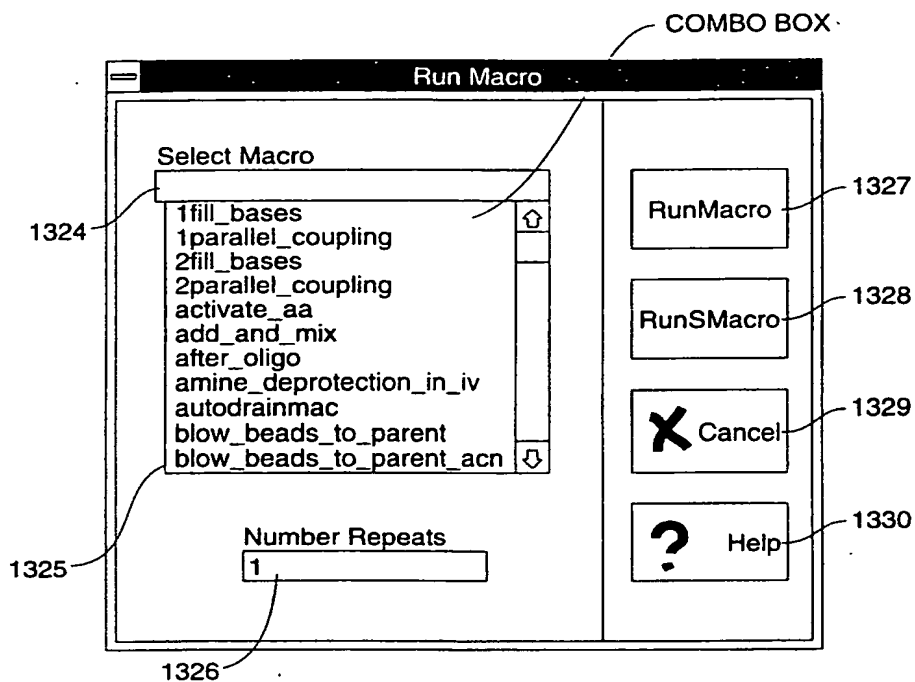 COMBO BOX
Run Macro
Select Macro
1324
1fill_bases
1parallel_coupling
2fill_bases
2parallel_coupling
activate_aa
add_and_mix
after_oligo
amine_deprotection_in_iv
autodrainmac
blow_beads_to_parent
blow_beads_to_parent_acn
1325
Number Repeats
1
1326
RunMacro
1327
RunSMacro
1328
Cancel
1329
? Help
1330